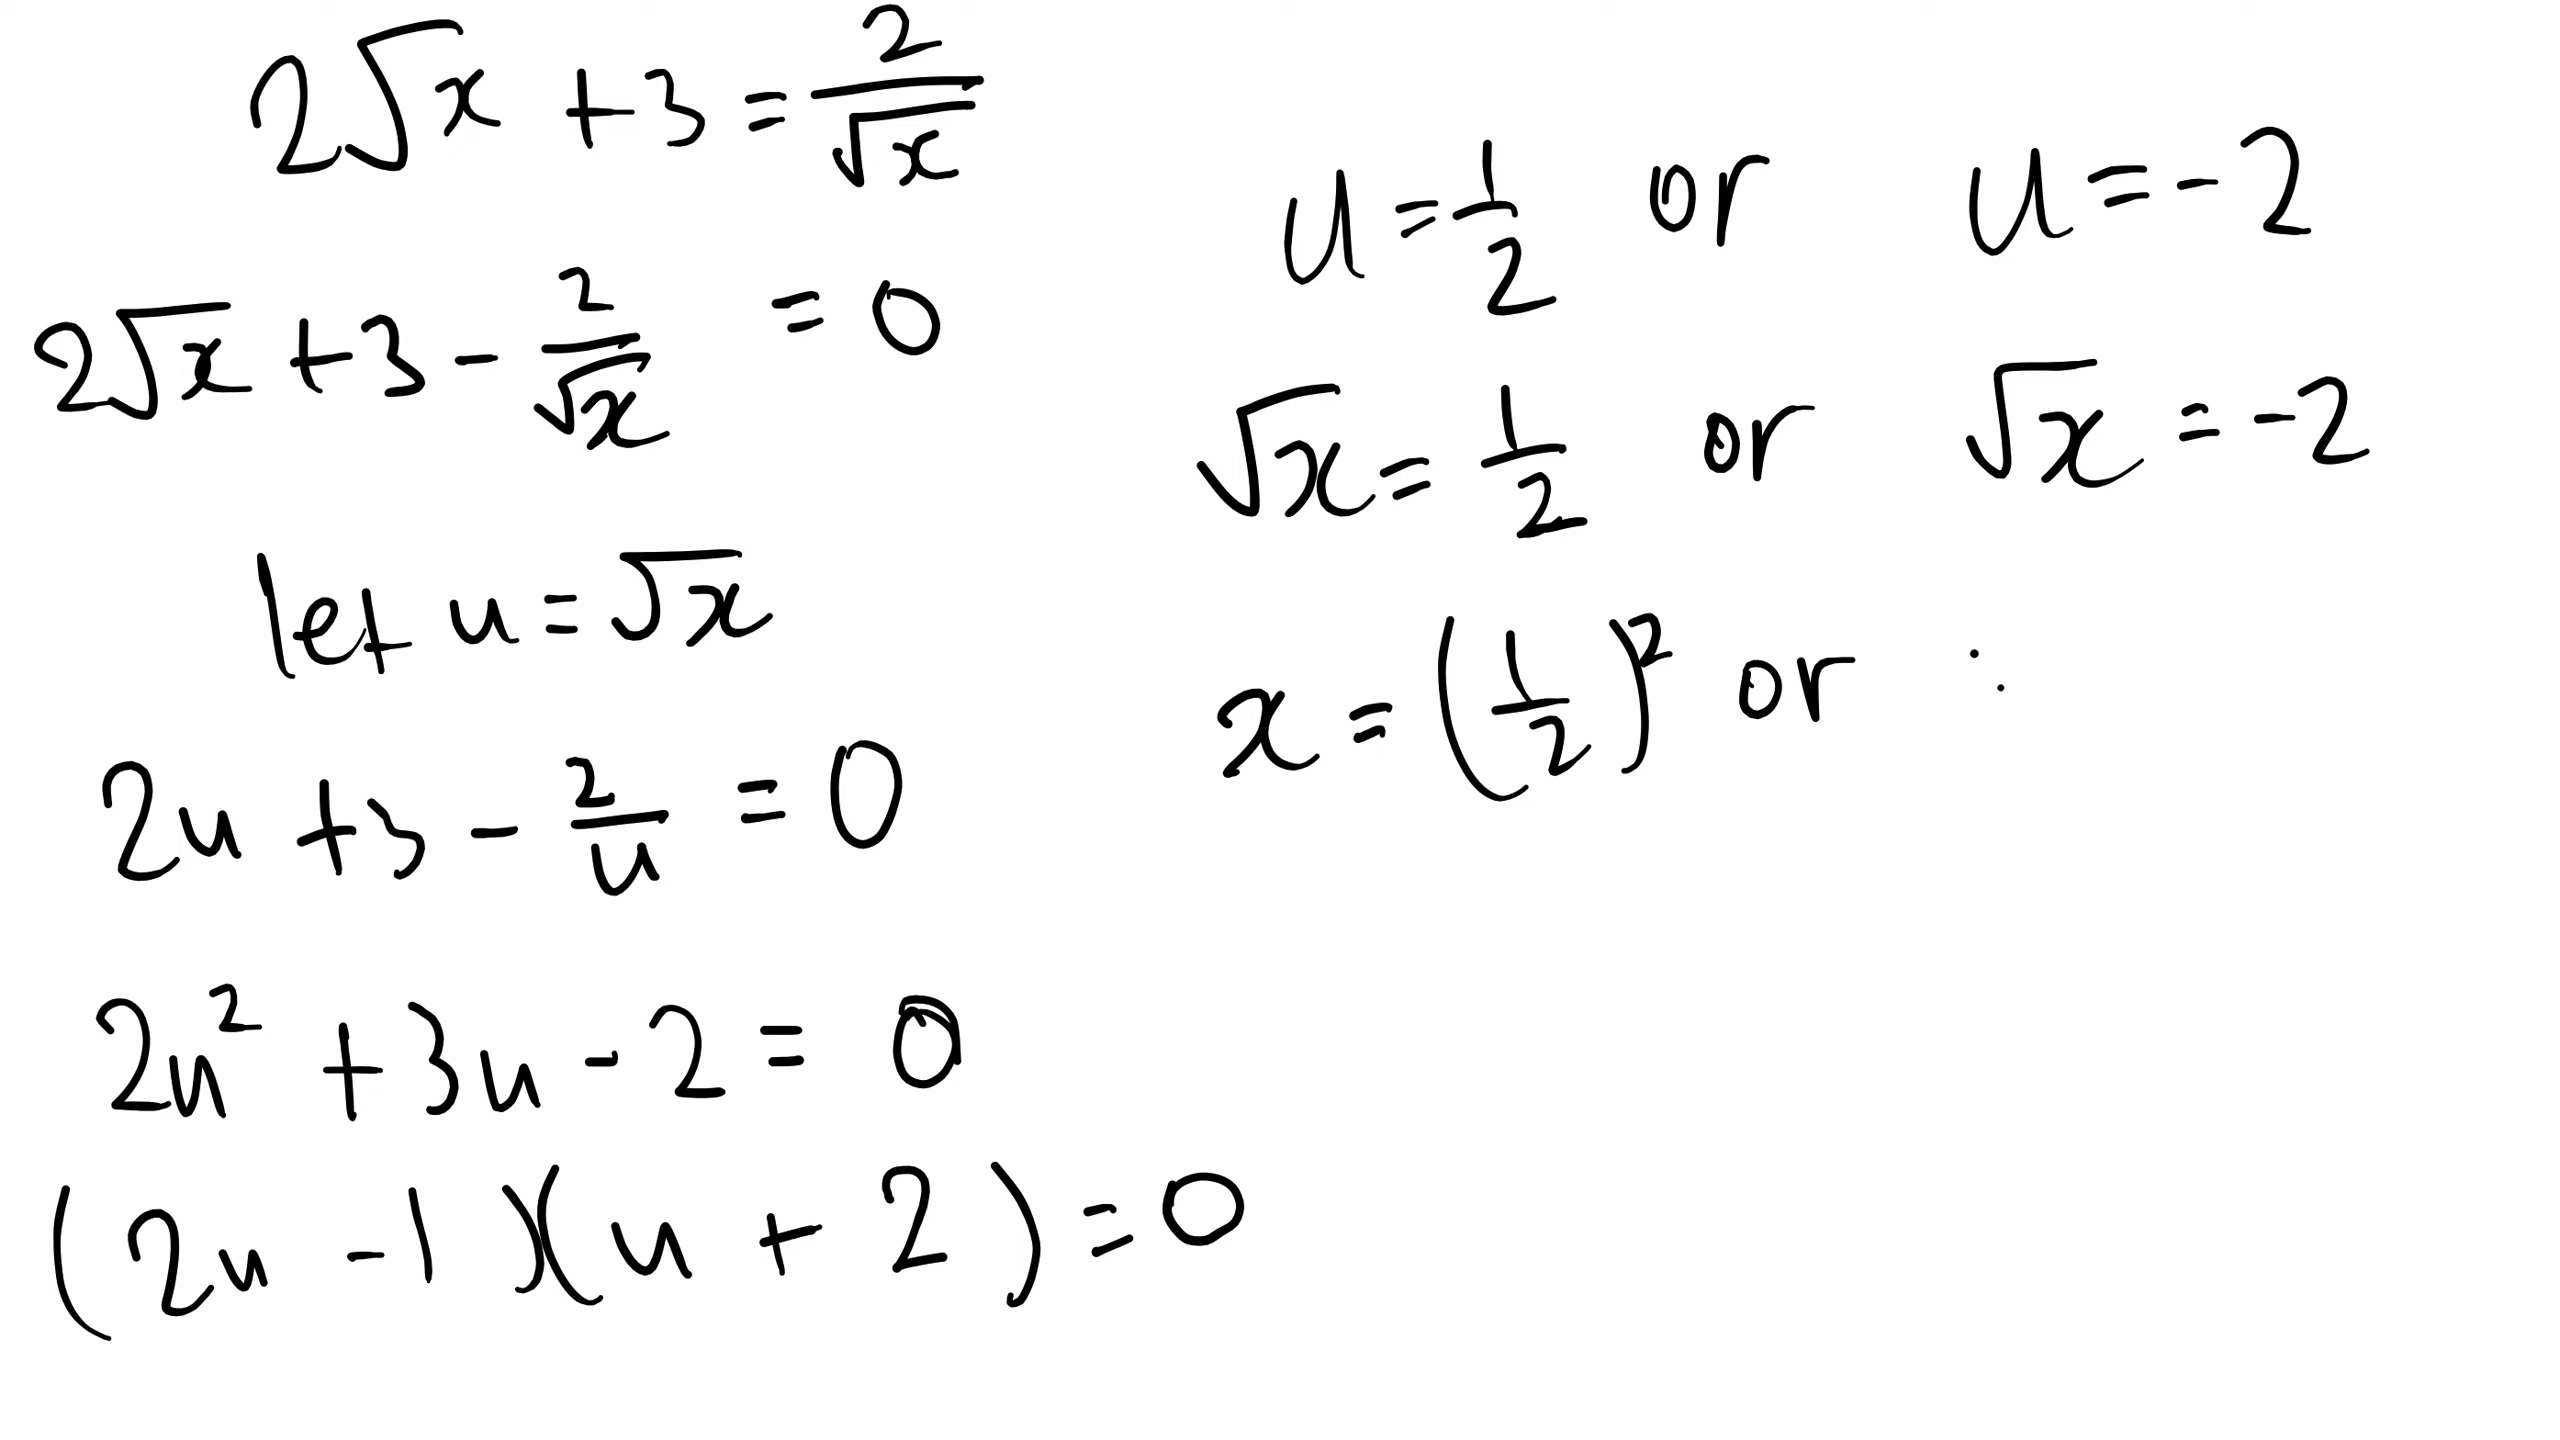 2√x + 3 = 2/√x
2√x + 3 - 2/√x = 0
let u = √x
2u + 3 - 2/u = 0
2u² + 3u - 2 = 0
(2u - 1)(u + 2) = 0
u = 1/2 or u = -2
√x = 1/2 or √x = -2
x = (1/2)² or